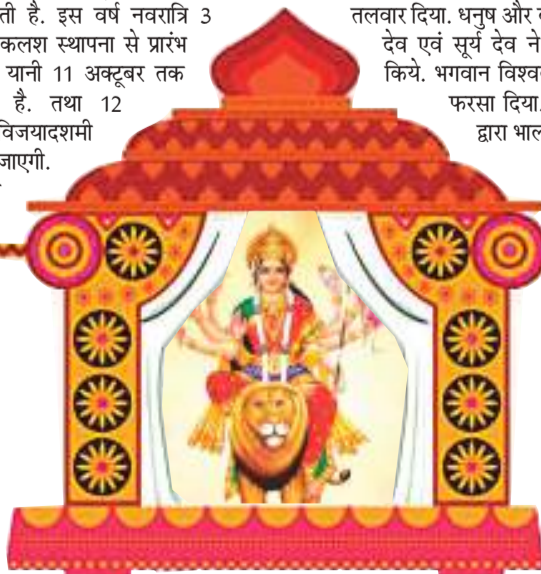 ती है. इस वर्ष नवरात्रि 3
कलश स्थापना से प्रारंभ
यानी 11 अक्टूबर तक
है. तथा 12
विजयादशमी
जाएगी.
तलवार दिया. धनुष और
देव एवं सूर्य देव ने
किये. भगवान
फरसा दिया.
द्वारा